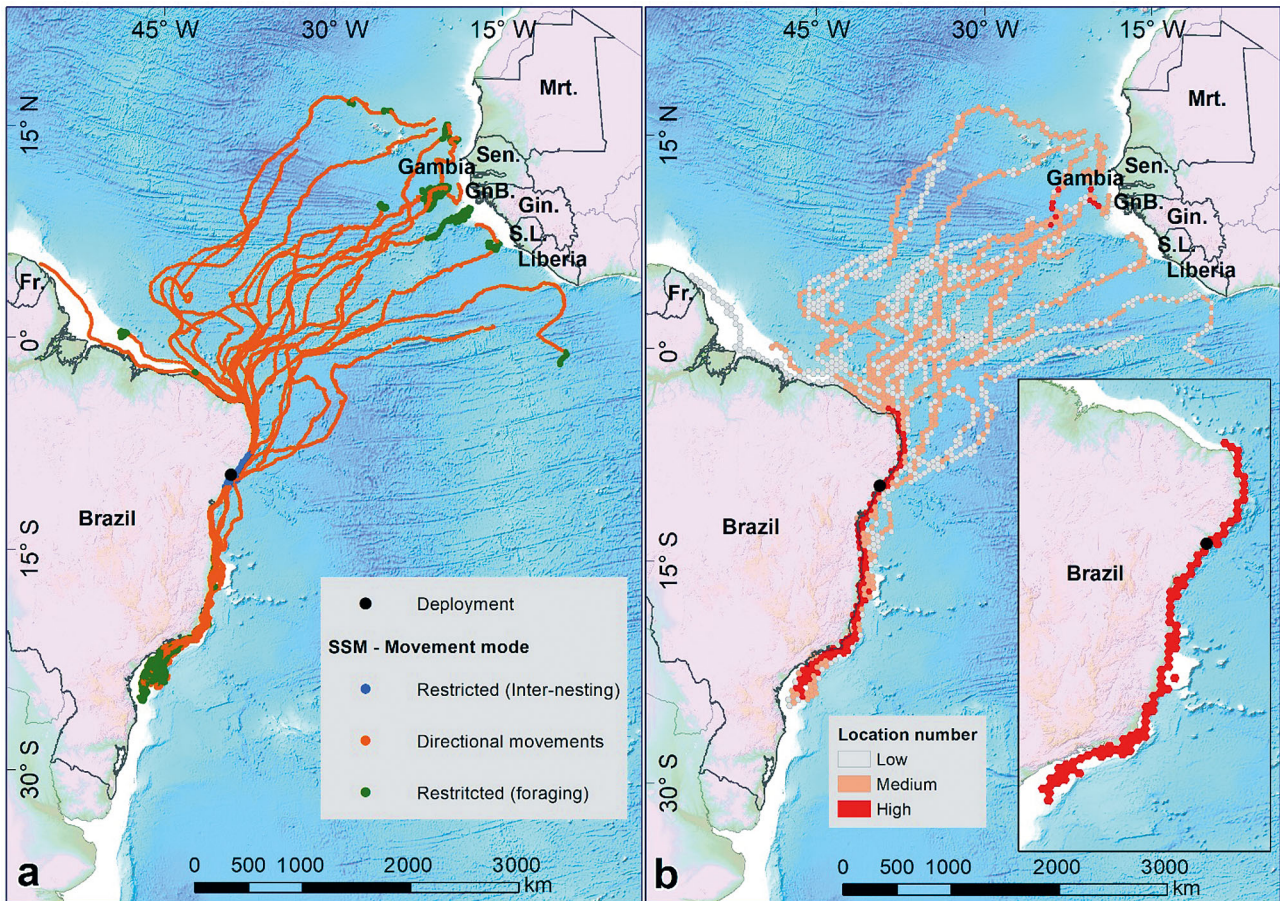 45° W 30° W 15° W
Mrt.
15° N
Sen.
Gambia
GnB.
Gin.
S.L.
Liberia
Fr.
0°
Brazil
15° S
Deployment
SSM - Movement mode
Restricted (Inter-nesting)
Directional movements
Restritcted (foraging)
30° S
a
0 500 1000 2000 3000
km
45° W 30° W 15° W
Mrt.
15° N
Sen.
Gambia
GnB.
Gin.
S.L.
Liberia
Fr.
0°
Brazil
15° S
Brazil
Location number
Low
Medium
High
30° S
b
0 500 1000 2000 3000
km